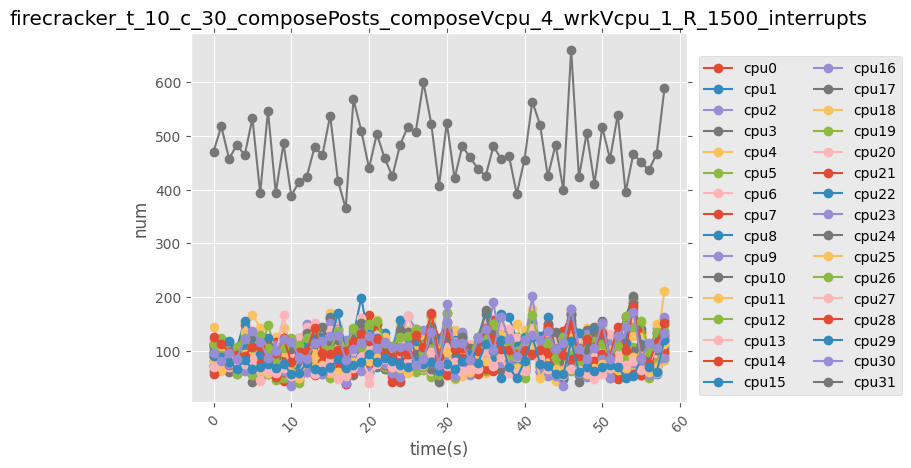 firecracker_t_10_c_30_composePosts_composeVcpu_4_wrkVcpu_1_R_1500_interrupts
num
600
500
400
300
200
100
0
10
20
30
40
50
60
time(s)
cpu0
cpu1
cpu2
cpu3
cpu4
cpu5
cpu6
cpu7
cpu8
cpu9
cpu10
cpu11
cpu12
cpu13
cpu14
cpu15
cpu16
cpu17
cpu18
cpu19
cpu20
cpu21
cpu22
cpu23
cpu24
cpu25
cpu26
cpu27
cpu28
cpu29
cpu30
cpu31